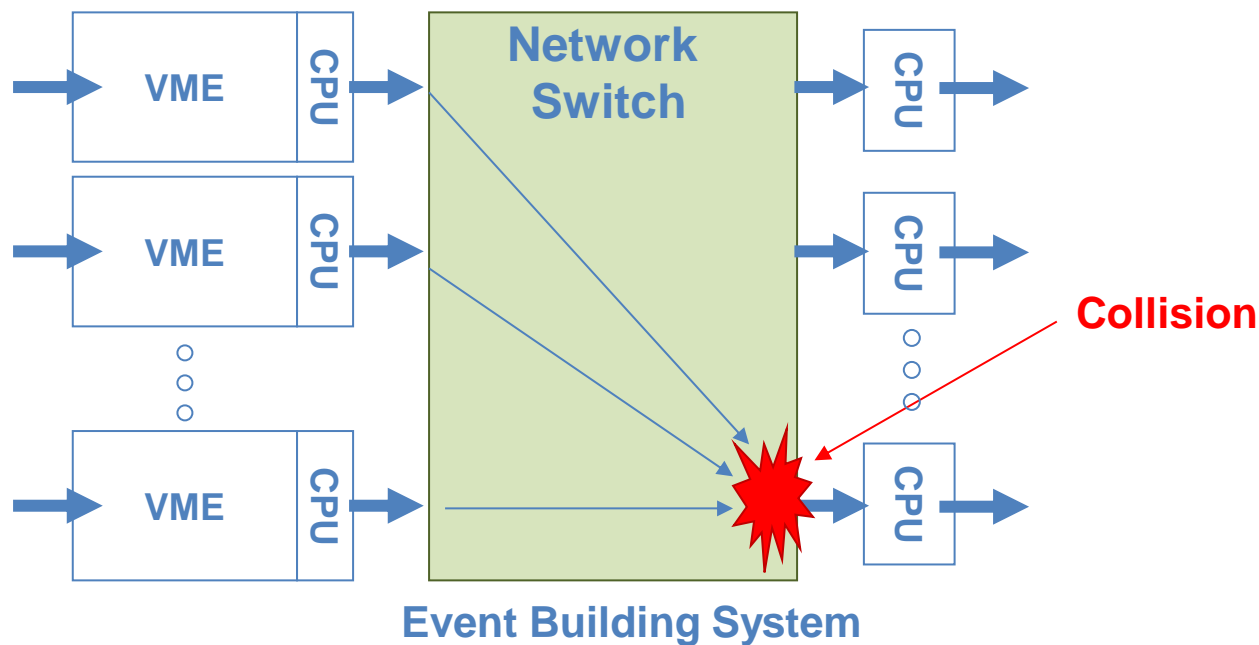 Network
Switch
VME
CPU
CPU
VME
CPU
CPU
Collision
VME
CPU
CPU
Event Building System